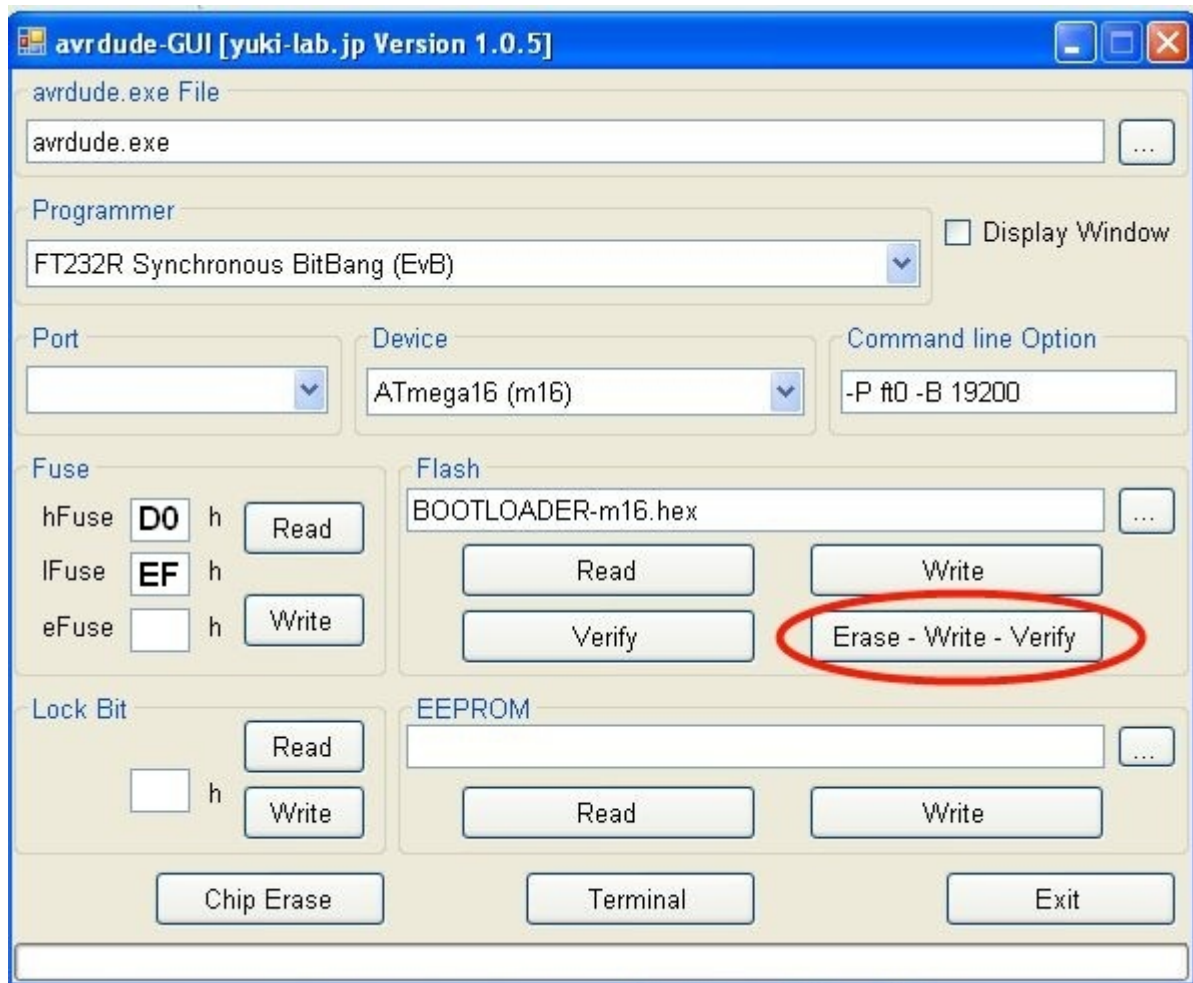 avrdude-GUI [yuki-lab.jp Version 1.0.5]
avrdude.exe File
avrdude.exe
...
Programmer
FT232R Synchronous BitBang (EvB)
Display Window
Port
Device
Command line Option
ATmega16 (m16)
-P ft0 -B 19200
Fuse
hFuse D0 h
Read
lFuse EF h
eFuse h
Write
Flash
BOOTLOADER-m16.hex
...
Read
Write
Verify
Erase - Write - Verify
Lock Bit
Read
h
Write
EEPROM
...
Read
Write
Chip Erase
Terminal
Exit